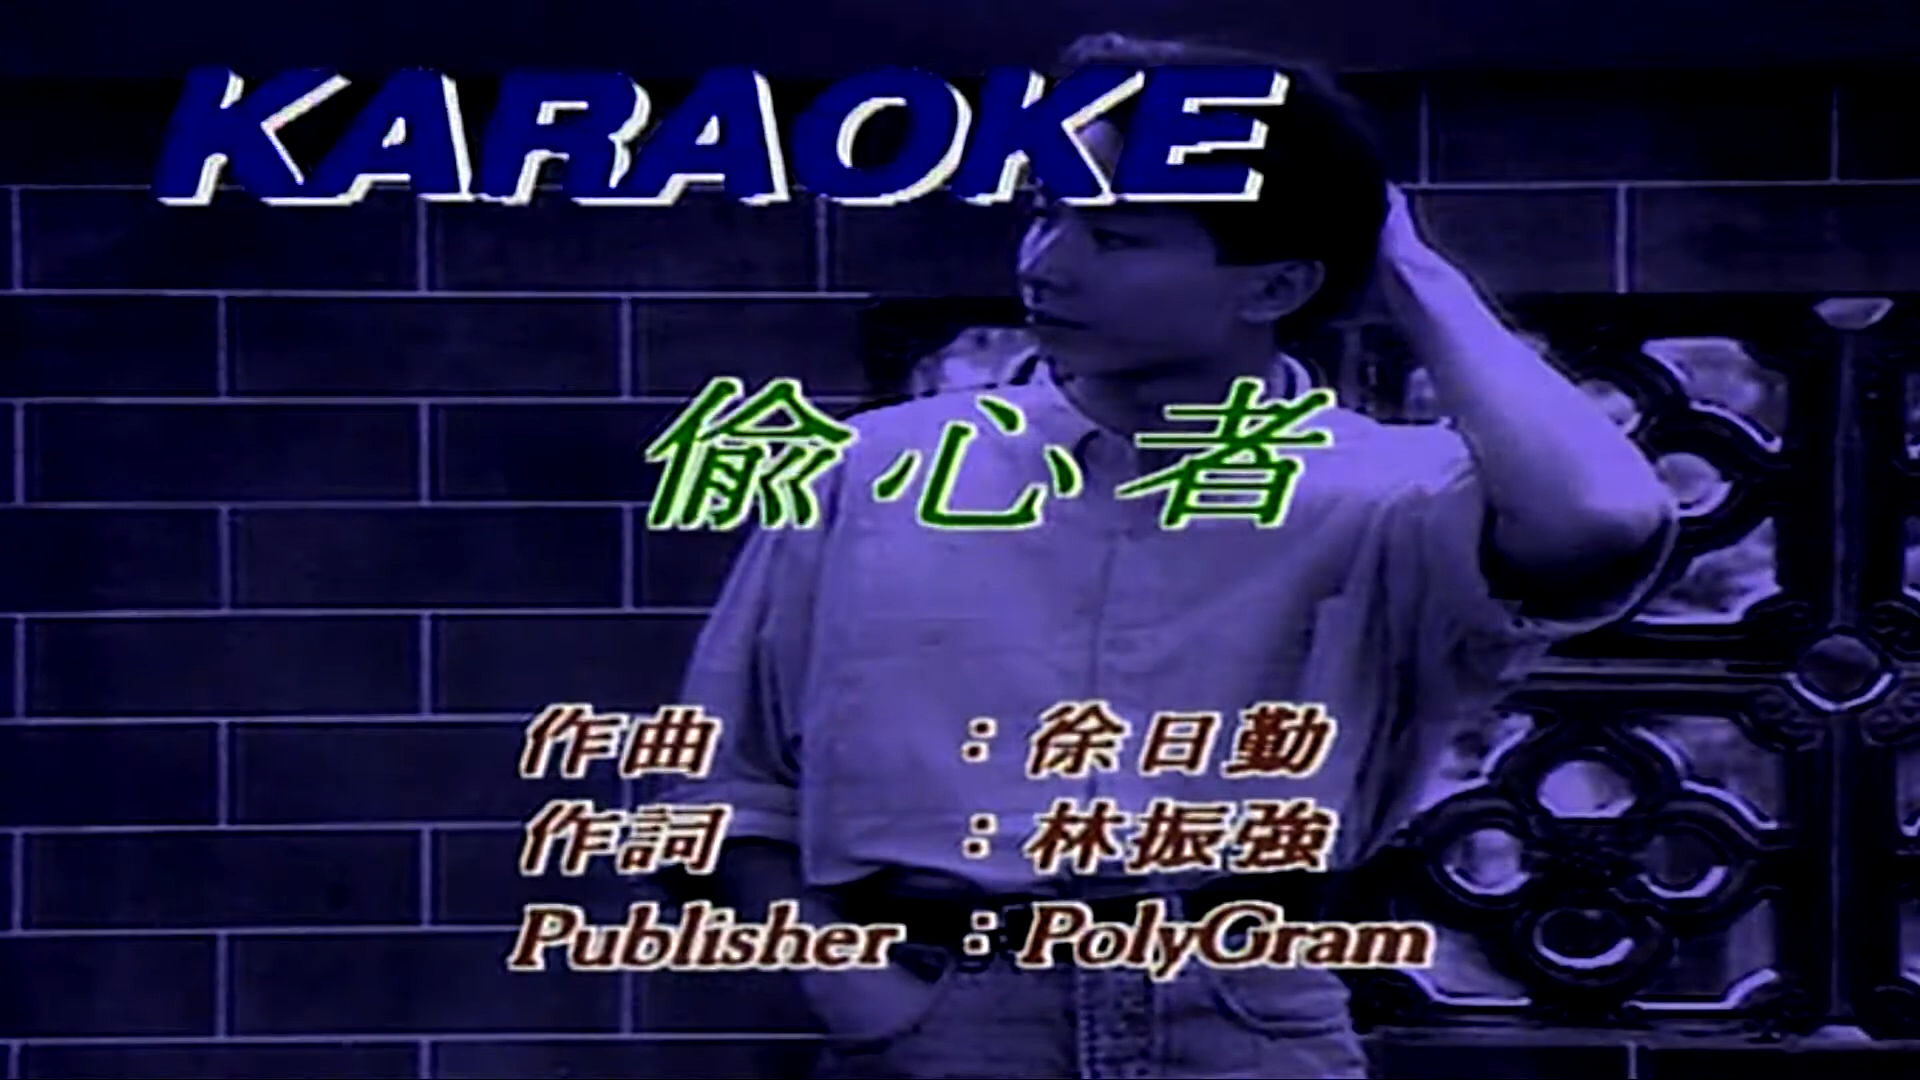 KARAOKE
偷心者
作曲 : 徐日勤
作詞 : 林振強
Publisher : PolyGram